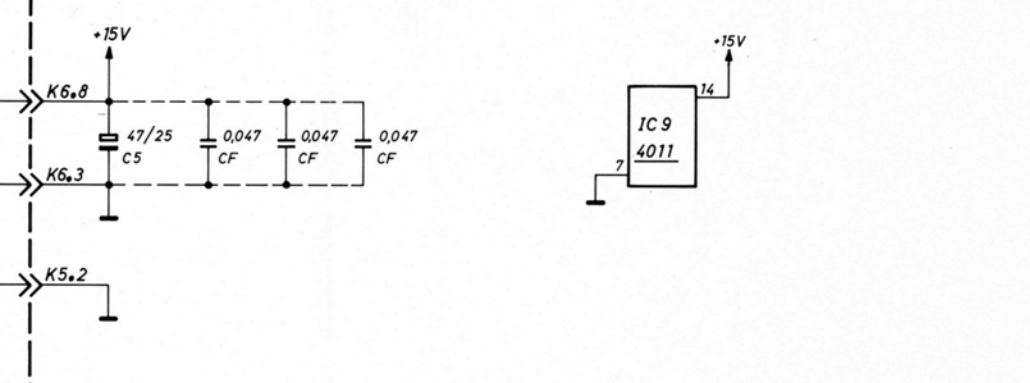 +15V
+15V
K6.8
14
47/25
0,047
0,047
0,047
IC 9
C5
CF
CF
CF
4011
7
K6.3
K5.2